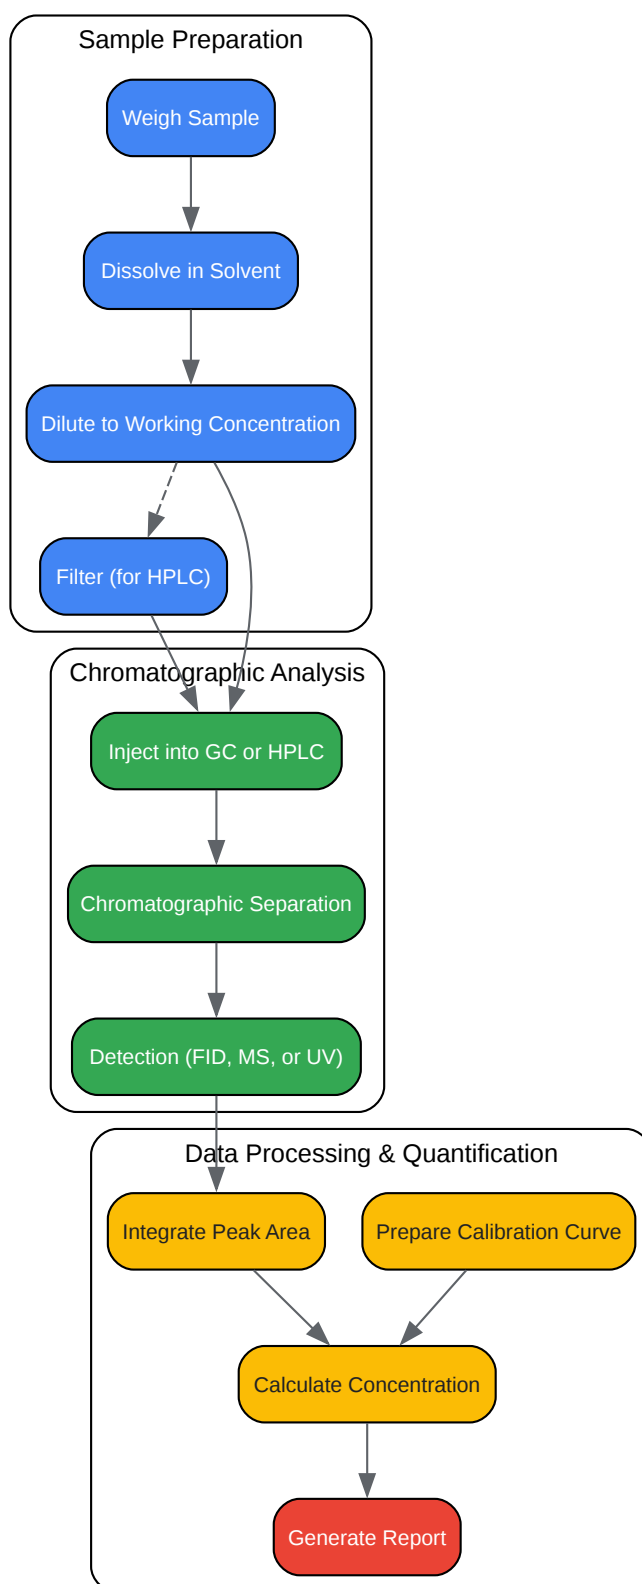 Sample Preparation
Weigh Sample
Dissolve in Solvent
Dilute to Working Concentration
Filter (for HPLC)
Chromatographic Analysis
Inject into GC or HPLC
Chromatographic Separation
Detection (FID, MS, or UV)
Data Processing & Quantification
Integrate Peak Area
Prepare Calibration Curve
Calculate Concentration
Generate Report